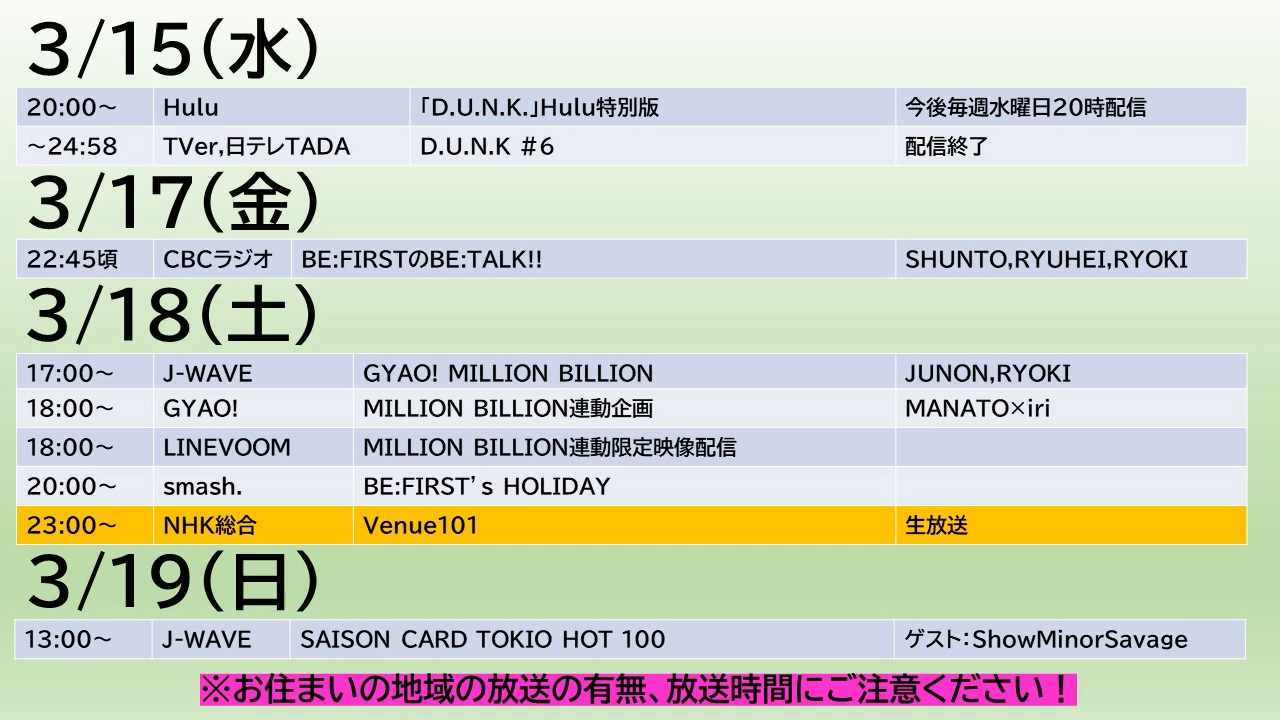 3/15(水)
20:00～ Hulu 「D.U.N.K.」Hulu特別版 今後毎週水曜日20時配信
～24:58 TVer,日テレTADA D.U.N.K #6 配信終了
3/17(金)
22:45頃 CBCラジオ BE:FIRSTのBE:TALK!! SHUNTO,RYUHEI,RYOKI
3/18(土)
17:00～ J-WAVE GYAO! MILLION BILLION JUNON,RYOKI
18:00～ GYAO! MILLION BILLION連動企画 MANATO×iri
18:00～ LINEVOOM MILLION BILLION連動限定映像配信
20:00～ smash. BE:FIRST’s HOLIDAY
23:00～ NHK総合 Venue101 生放送
3/19(日)
13:00～ J-WAVE SAISON CARD TOKIO HOT 100 ゲスト:ShowMinorSavage
※お住まいの地域の放送の有無、放送時間にご注意ください！